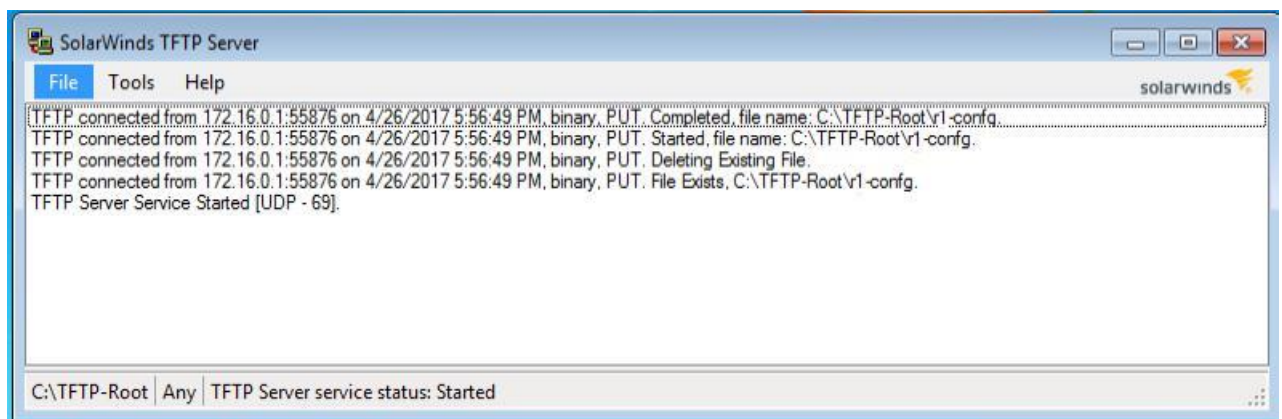 SolarWinds TFTP Server
File Tools Help
solarwinds
TFTP connected from 172.16.0.1:55876 on 4/26/2017 5:56:49 PM, binary, PUT. Completed, file name: C:\TFTP-Root\r1-confg.
TFTP connected from 172.16.0.1:55876 on 4/26/2017 5:56:49 PM, binary, PUT. Started, file name: C:\TFTP-Root\r1-confg.
TFTP connected from 172.16.0.1:55876 on 4/26/2017 5:56:49 PM, binary, PUT. Deleting Existing File.
TFTP connected from 172.16.0.1:55876 on 4/26/2017 5:56:49 PM, binary, PUT. File Exists, C:\TFTP-Root\r1-confg.
TFTP Server Service Started [UDP - 69].
C:\TFTP-Root Any TFTP Server service status: Started